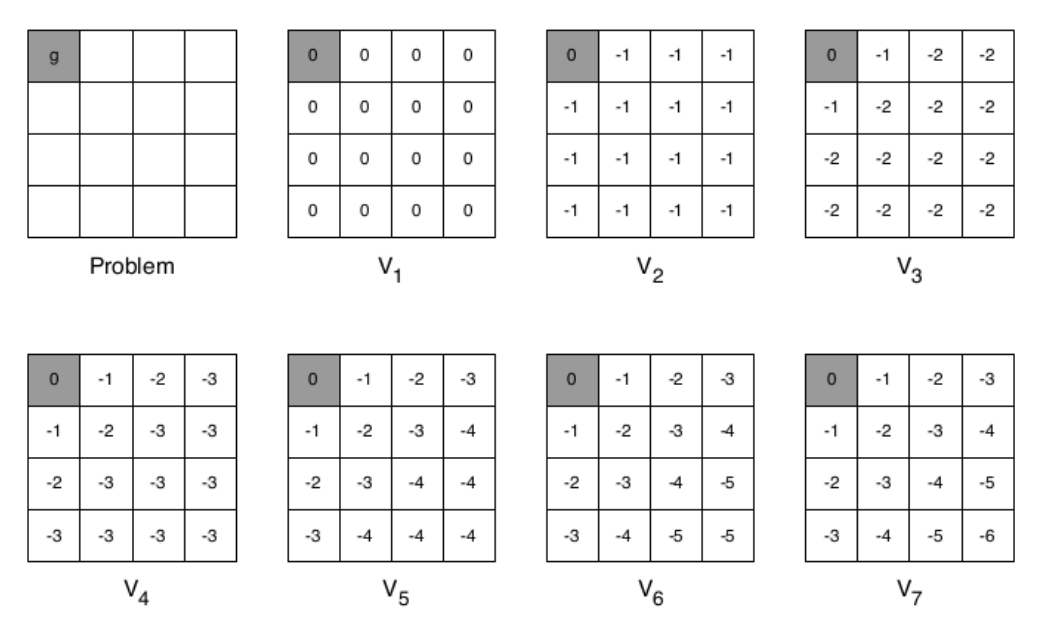 g 0 0 0 0 0 -1 -1 -1 0 -1 -2 -2
0 0 0 0 -1 -1 -1 -1 -1 -2 -2 -2
0 0 0 0 -1 -1 -1 -1 -2 -2 -2 -2
0 0 0 0 -1 -1 -1 -1 -2 -2 -2 -2
Problem V1 V2 V3
0 -1 -2 -3 0 -1 -2 -3 0 -1 -2 -3 0 -1 -2 -3
-1 -2 -3 -3 -1 -2 -3 -4 -1 -2 -3 -4 -1 -2 -3 -4
-2 -3 -3 -3 -2 -3 -4 -4 -2 -3 -4 -5 -2 -3 -4 -5
-3 -3 -3 -3 -3 -4 -4 -4 -3 -4 -5 -5 -3 -4 -5 -6
V4 V5 V6 V7